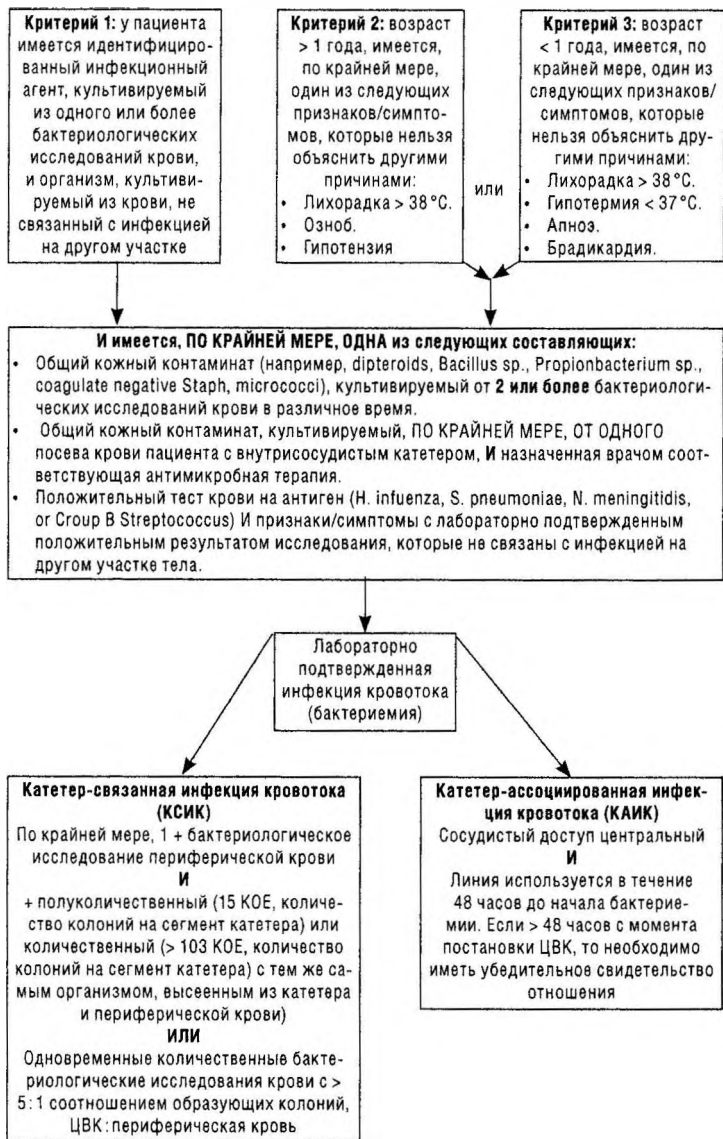 Критерий 1: у пациента
имеется идентифициро-
ванный инфекционный
агент, культивируемый
из одного или более
бактериологических
исследований крови,
и организм, культиви-
руемый из крови, не
связанный с инфекцией
на другом участке
Критерий 2: возраст
> 1 года, имеется,
по крайней мере,
один из следующих
признаков/симпто-
мов, которые нельзя
объяснить другими
причинами:
• Лихорадка > 38 °C.
• Озноб.
• Гипотензия
или
Критерий 3: возраст
< 1 года, имеется, по
крайней мере, один из
следующих признаков/
симптомов, которые
нельзя объяснить дру-
гими причинами:
• Лихорадка > 38 °C.
• Гипотермия < 37 °C.
• Апноэ.
• Брадикардия.
И имеется, ПО КРАЙНЕЙ МЕРЕ, ОДНА из следующих составляющих:
• Общий кожный контаминат (например, dipteroids, Bacillus sp., Propionbacterium sp.,
coagulate negative Staph, micrococci), культивируемый от 2 или более бактериологи-
ческих исследований крови в различное время.
• Общий кожный контаминат, культивируемый, ПО КРАЙНЕЙ МЕРЕ, ОТ ОДНОГО
посева крови пациента с внутрисосудистым катетером, И назначенная врачом соот-
ветствующая антимикробная терапия.
• Положительный тест крови на антиген (H. infuenza, S. pneumoniae, N. meningitidis,
or Croup B Streptococcus) И признаки/симптомы с лабораторно подтвержденным
положительным результатом исследования, которые не связаны с инфекцией на
другом участке тела.
Лабораторно
подтвержденная
инфекция кровотока
(бактериемия)
Катетер-связанная инфекция кровотока
(КСИК)
По крайней мере, 1 + бактериологическое
исследование периферической крови
И
+ полуколичественный (15 КОЕ, количе-
ство колоний на сегмент катетера) или
количественный (> 103 КОЕ, количество
колоний на сегмент катетера) с тем же са-
мым организмом, высеенным из катетера
и периферической крови)
ИЛИ
Одновременные количественные бакте-
риологические исследования крови с >
5 : 1 соотношением образующих колоний,
ЦВК : периферическая кровь
Катетер-ассоциированная инфек-
ция кровотока (КАИК)
Сосудистый доступ центральный
И
Линия используется в течение
48 часов до начала бактерие-
мии. Если > 48 часов с момента
постановки ЦВК, то необходимо
иметь убедительное свидетельство
отношения